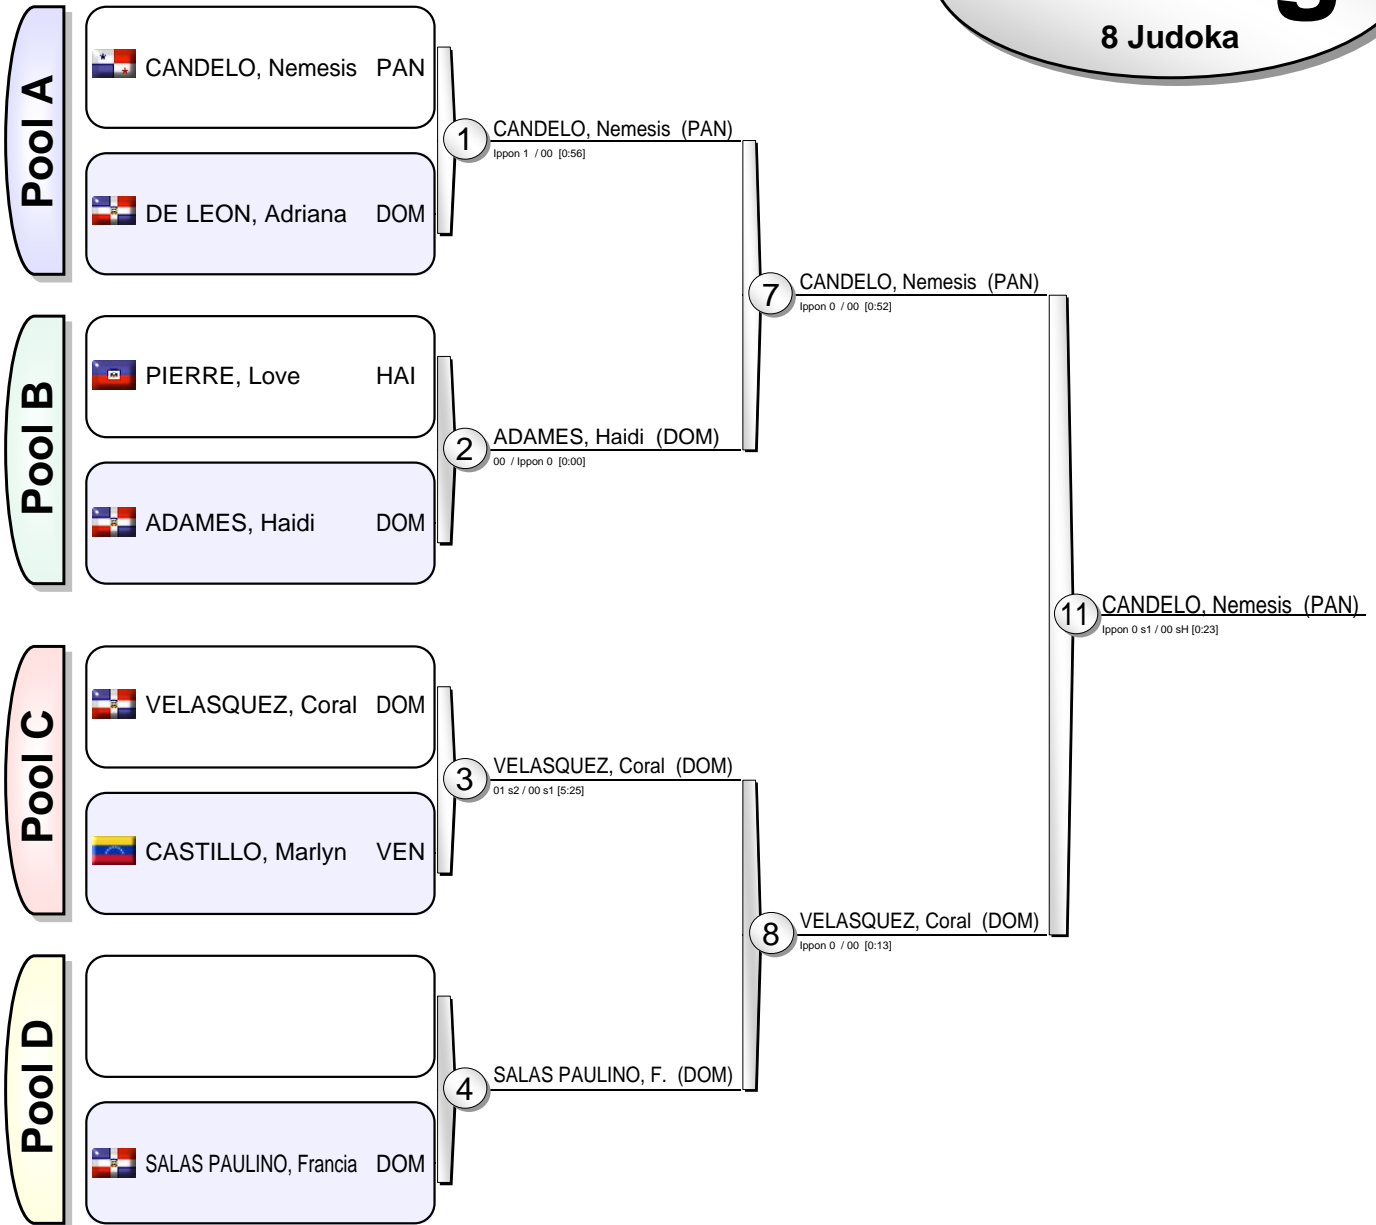 8 Judoka
Pool A
CANDELO, Nemesis PAN
DE LEON, Adriana DOM
1 CANDELO, Nemesis (PAN)
Ippon 1 / 00 [0:56]
7 CANDELO, Nemesis (PAN)
Ippon 0 / 00 [0:52]
Pool B
PIERRE, Love HAI
ADAMES, Haidi DOM
2 ADAMES, Haidi (DOM)
00 / Ippon 0 [0:00]
11 CANDELO, Nemesis (PAN)
Ippon 0 s1 / 00 sH [0:23]
Pool C
VELASQUEZ, Coral DOM
CASTILLO, Marlyn VEN
3 VELASQUEZ, Coral (DOM)
01 s2 / 00 s1 [5:25]
8 VELASQUEZ, Coral (DOM)
Ippon 0 / 00 [0:13]
Pool D
SALAS PAULINO, Francia DOM
4 SALAS PAULINO, F. (DOM)